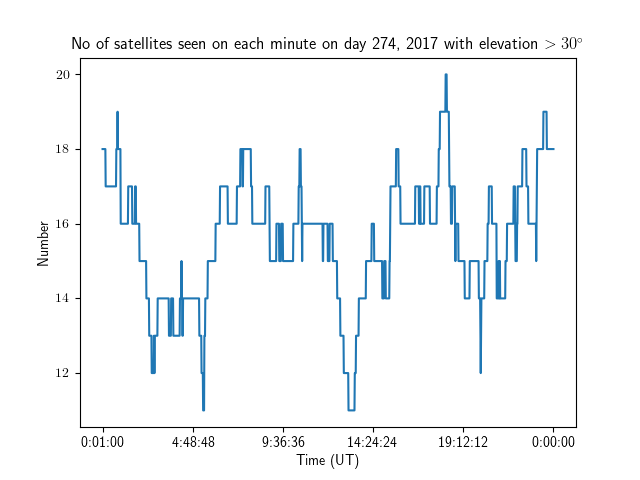 No of satellites seen on each minute on day 274, 2017 with elevation > 30°
20
18
16
14
12
Number
0:01:00 4:48:48 9:36:36 14:24:24 19:12:12 0:00:00
Time (UT)